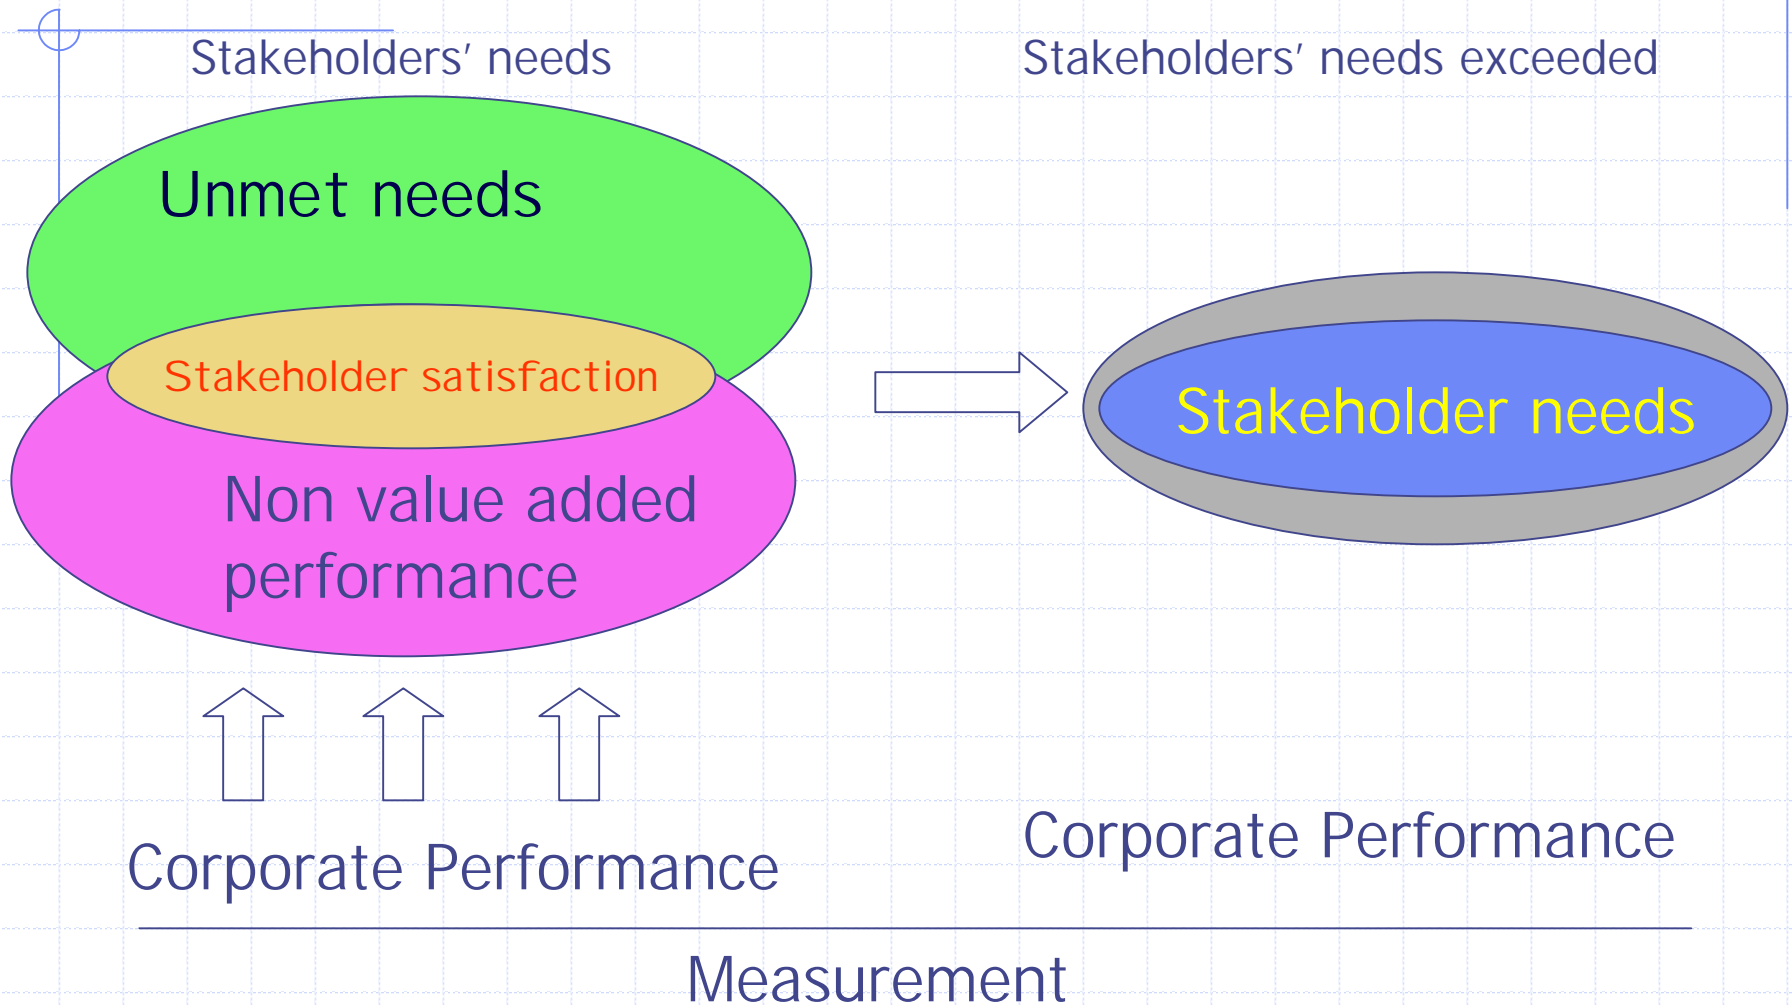 Stakeholders' needs
Stakeholders' needs exceeded
Unmet needs
Stakeholder satisfaction
Stakeholder needs
Non value added
performance
Corporate Performance
Corporate Performance
Measurement